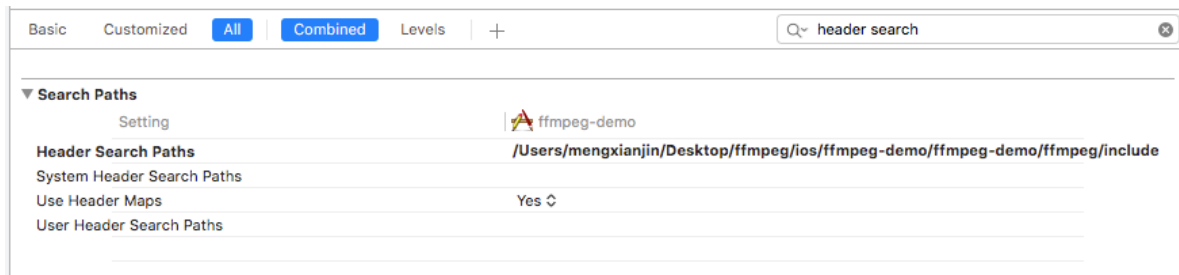 Basic Customized All Combined Levels + header search
Search Paths
Setting ffmpeg-demo
Header Search Paths /Users/mengxianjin/Desktop/ffmpeg/ios/ffmpeg-demo/ffmpeg-demo/ffmpeg/include
System Header Search Paths
Use Header Maps Yes
User Header Search Paths